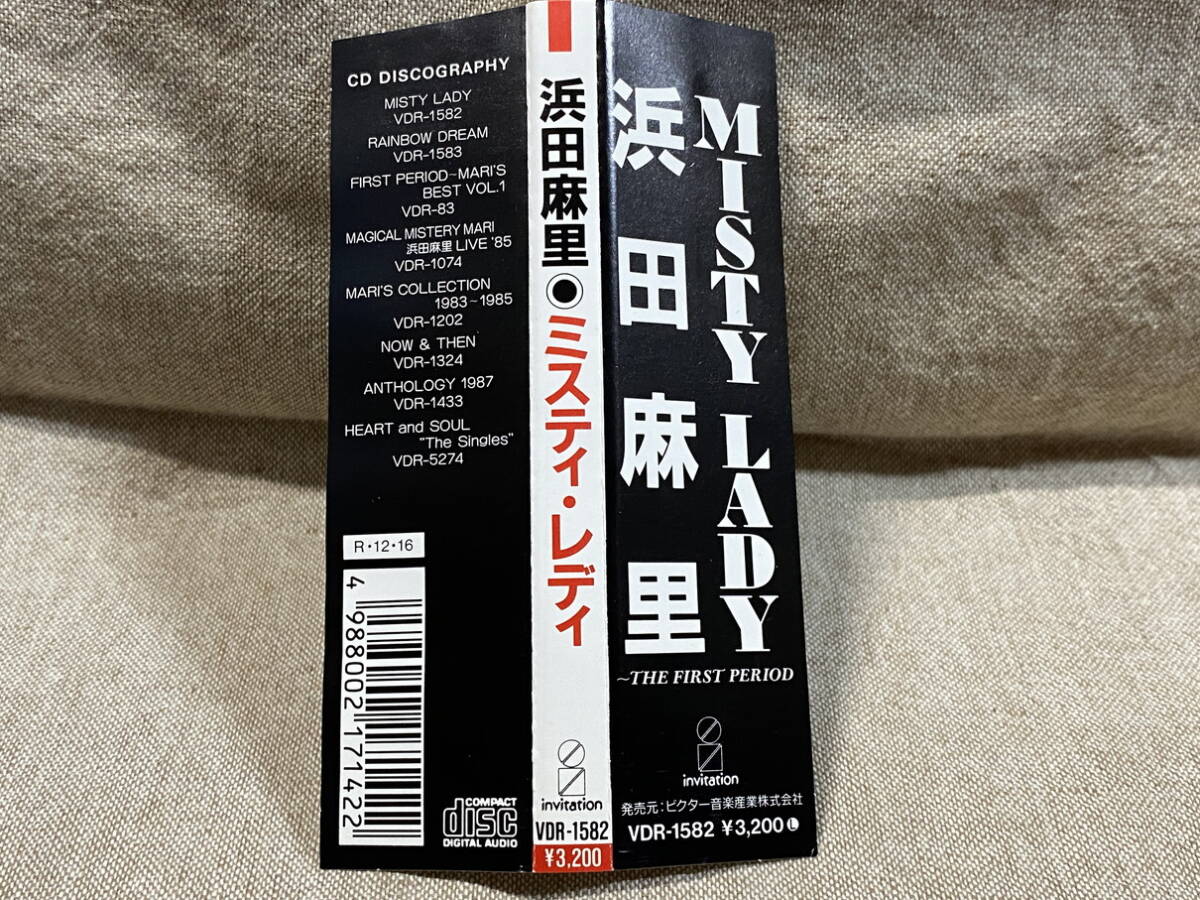 CD DISCOGRAPHY
MISTY LADY
VDR-1582
RAINBOW DREAM
VDR-1583
FIRST PERIOD~MARI'S
BEST VOL.1
VDR-83
MAGICAL MISTERY MARI
浜田麻里 LIVE '85
VDR-1074
MARI'S COLLECTION
1983~1985
VDR-1202
NOW & THEN
VDR-1324
ANTHOLOGY 1987
VDR-1433
HEART and SOUL
"The Singles"
VDR-5274
R・12・16
4988002171422
COMPACT
disc
DIGITAL AUDIO
浜田麻里◉ミスティ・レディ
invitation
VDR-1582
¥3,200
MISTY LADY
浜田麻里
~THE FIRST PERIOD
invitation
発売元:ビクター音楽産業株式会社
VDR-1582 ¥3,200 Ⓛ